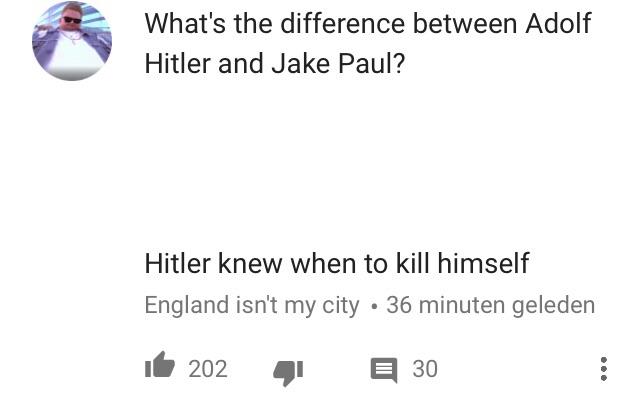 What's the difference between Adolf
Hitler and Jake Paul?
Hitler knew when to kill himself
England isn't my city • 36 minuten geleden
202
30